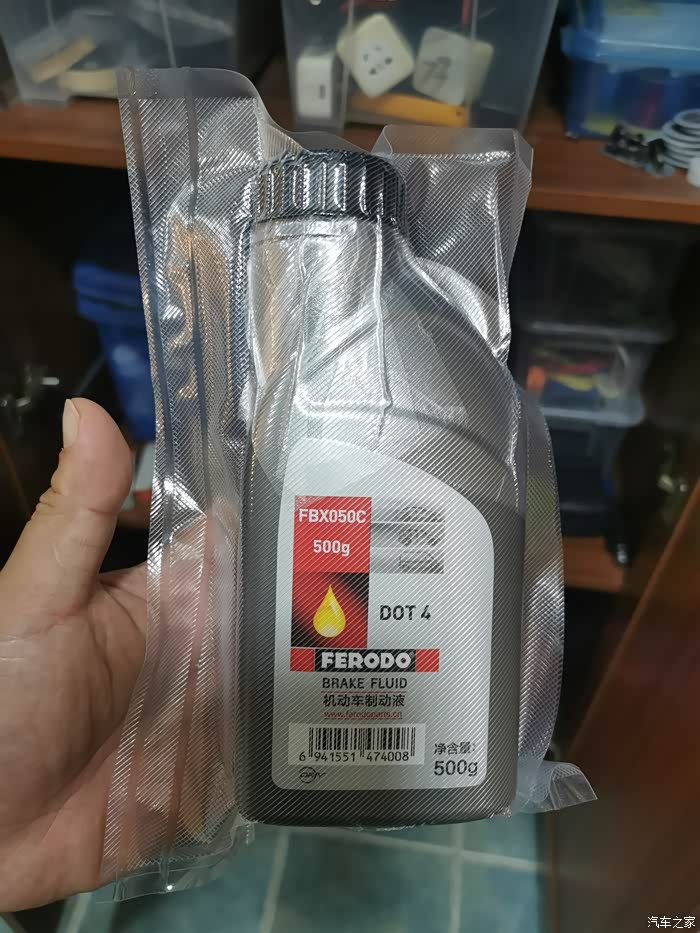 FBX050C
500g
DOT 4
FERODO
BRAKE FLUID
机动车制动液
www.ferodoparts.cn
6 941551 474008
净含量:
500g
DRiV
汽车之家